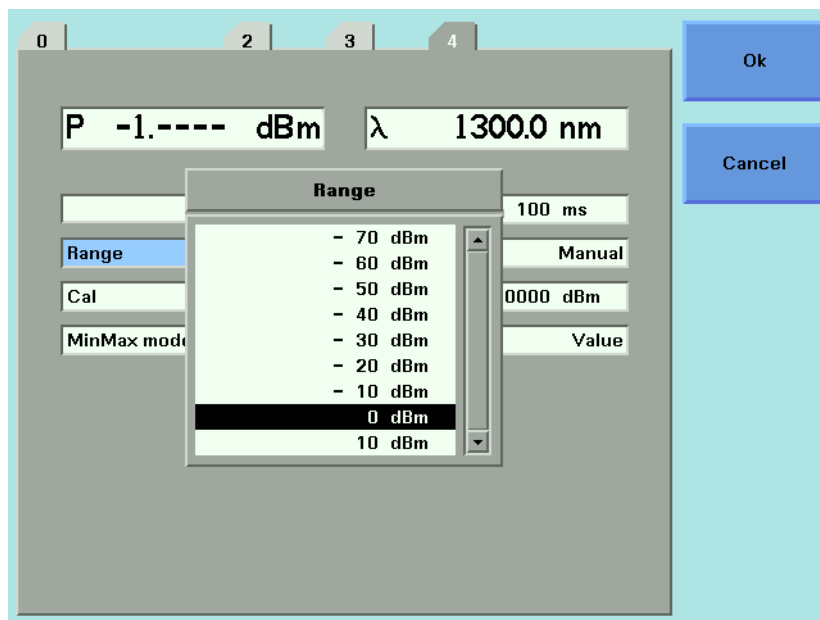 0 2 3 4
Ok
P -1.---- dBm λ 1300.0 nm
Cancel
Range
100 ms
Range Manual
Cal 0000 dBm
MinMax mode Value
- 70 dBm
- 60 dBm
- 50 dBm
- 40 dBm
- 30 dBm
- 20 dBm
- 10 dBm
0 dBm
10 dBm